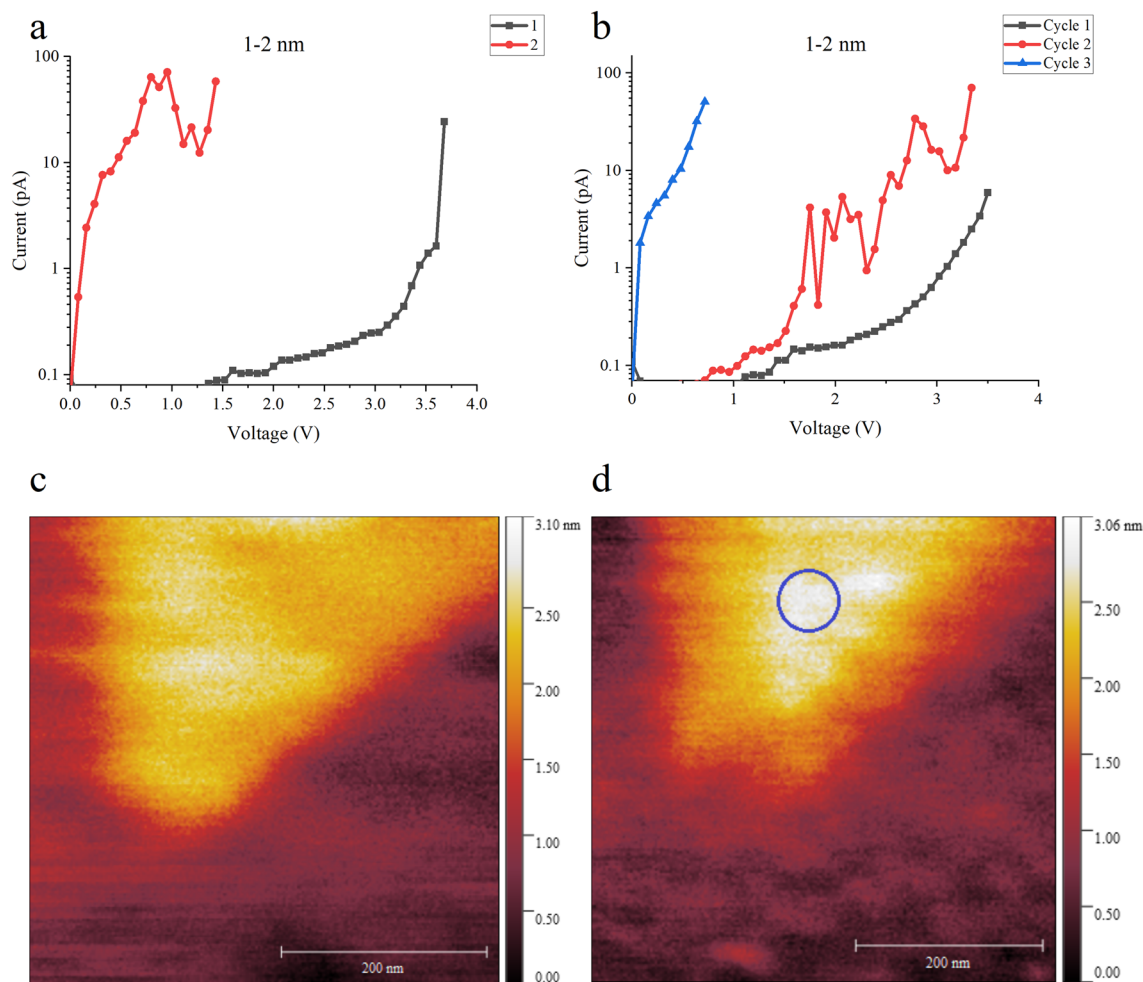 a
1-2 nm
1
2
100
10
1
0.1
Current (pA)
0.0
0.5
1.0
1.5
2.0
2.5
3.0
3.5
4.0
Voltage (V)
b
1-2 nm
Cycle 1
Cycle 2
Cycle 3
100
10
1
0.1
Current (pA)
0
1
2
3
4
Voltage (V)
c
3.10 nm
2.50
2.00
1.50
1.00
0.50
0.00
200 nm
d
3.06 nm
2.50
2.00
1.50
1.00
0.50
0.00
200 nm